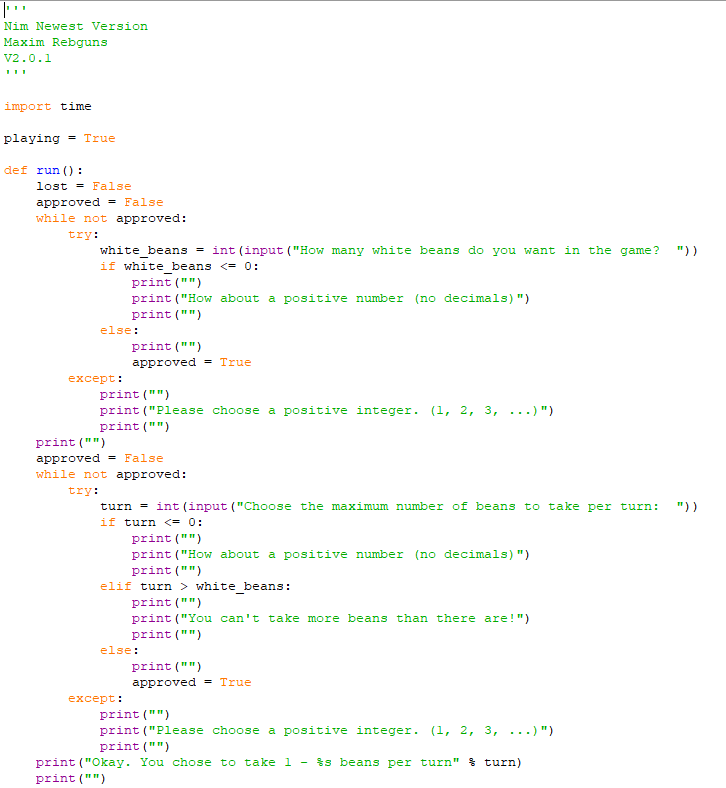 '''
Nim Newest Version
Maxim Rebguns
V2.0.1
'''

import time

playing = True

def run():
    lost = False
    approved = False
    while not approved:
        try:
            white_beans = int(input("How many white beans do you want in the game?  "))
            if white_beans <= 0:
                print("")
                print("How about a positive number (no decimals)")
                print("")
            else:
                print("")
                approved = True
        except:
            print("")
            print("Please choose a positive integer. (1, 2, 3, ...)")
            print("")
    print("")
    approved = False
    while not approved:
        try:
            turn = int(input("Choose the maximum number of beans to take per turn:  "))
            if turn <= 0:
                print("")
                print("How about a positive number (no decimals)")
                print("")
            elif turn > white_beans:
                print("")
                print("You can't take more beans than there are!")
                print("")
            else:
                print("")
                approved = True
        except:
            print("")
            print("Please choose a positive integer. (1, 2, 3, ...)")
            print("")
    print("Okay. You chose to take 1 - %s beans per turn" % turn)
    print("")